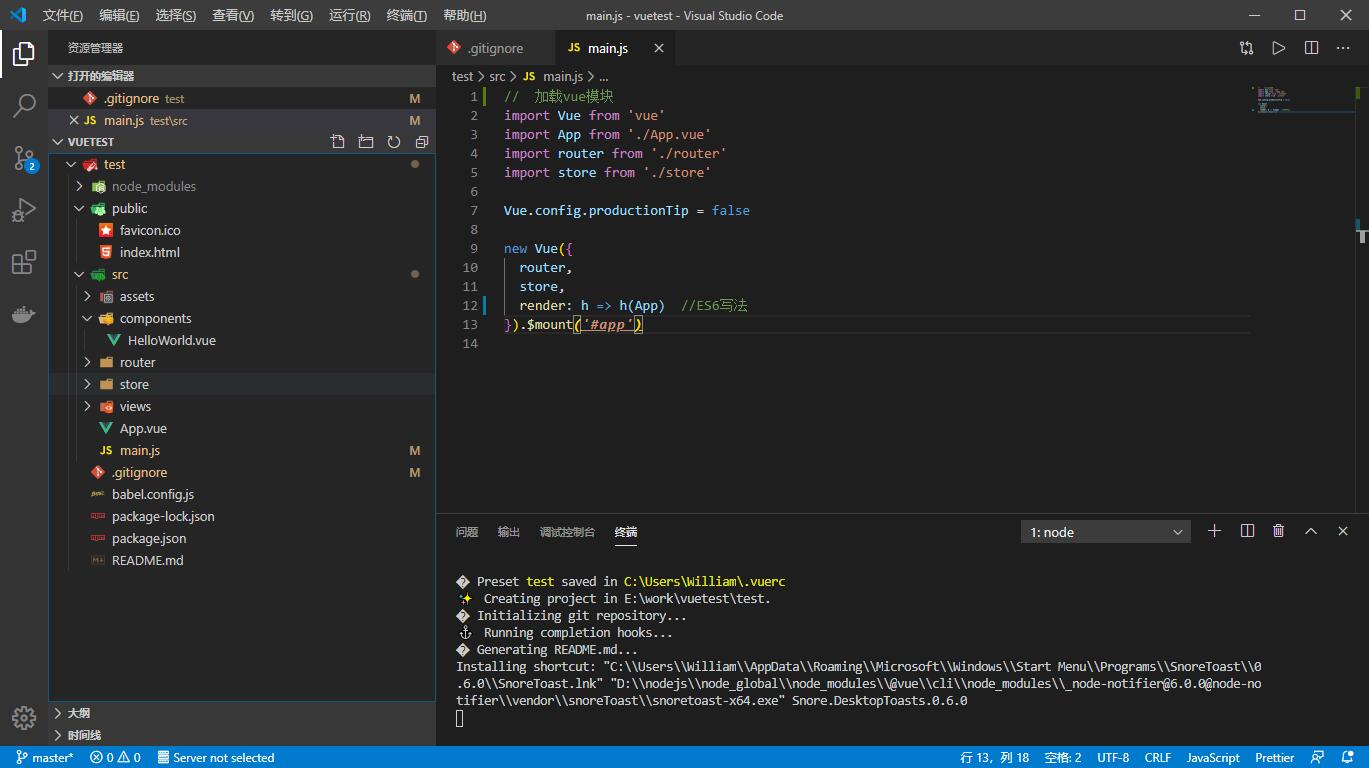 文件(F) 编辑(E) 选择(S) 查看(V) 转到(G) 运行(R) 终端(T) 帮助(H) main.js - vuetest - Visual Studio Code
资源管理器
打开的编辑器
.gitignore test M
JS main.js test\src M
VUETEST
test
node_modules
public
favicon.ico
index.html
src
assets
components
HelloWorld.vue
router
store
views
App.vue
JS main.js M
.gitignore M
babel.config.js
package-lock.json
package.json
README.md
大纲
时间线
2
.gitignore JS main.js
test > src > JS main.js > ...
1 // 加载vue模块
2 import Vue from 'vue'
3 import App from './App.vue'
4 import router from './router'
5 import store from './store'
6
7 Vue.config.productionTip = false
8
9 new Vue({
10 router,
11 store,
12 render: h => h(App) //ES6写法
13 }).$mount('#app')
14
问题 输出 调试控制台 终端 1: node
� Preset test saved in C:\Users\William\.vuerc
✨ Creating project in E:\work\vuetest\test.
� Initializing git repository...
⚓ Running completion hooks...
� Generating README.md...
Installing shortcut: "C:\\Users\\William\\AppData\\Roaming\\Microsoft\\Windows\\Start Menu\\Programs\\SnoreToast\\0
.6.0\\SnoreToast.lnk" "D:\\nodejs\\node_global\\node_modules\\@vue\\cli\\node_modules\\_node-notifier@6.0.0@node-no
tifier\\vendor\\snoreToast\\snoretoast-x64.exe" Snore.DesktopToasts.0.6.0
master* 0 0 Server not selected 行 13，列 18 空格: 2 UTF-8 CRLF JavaScript Prettier